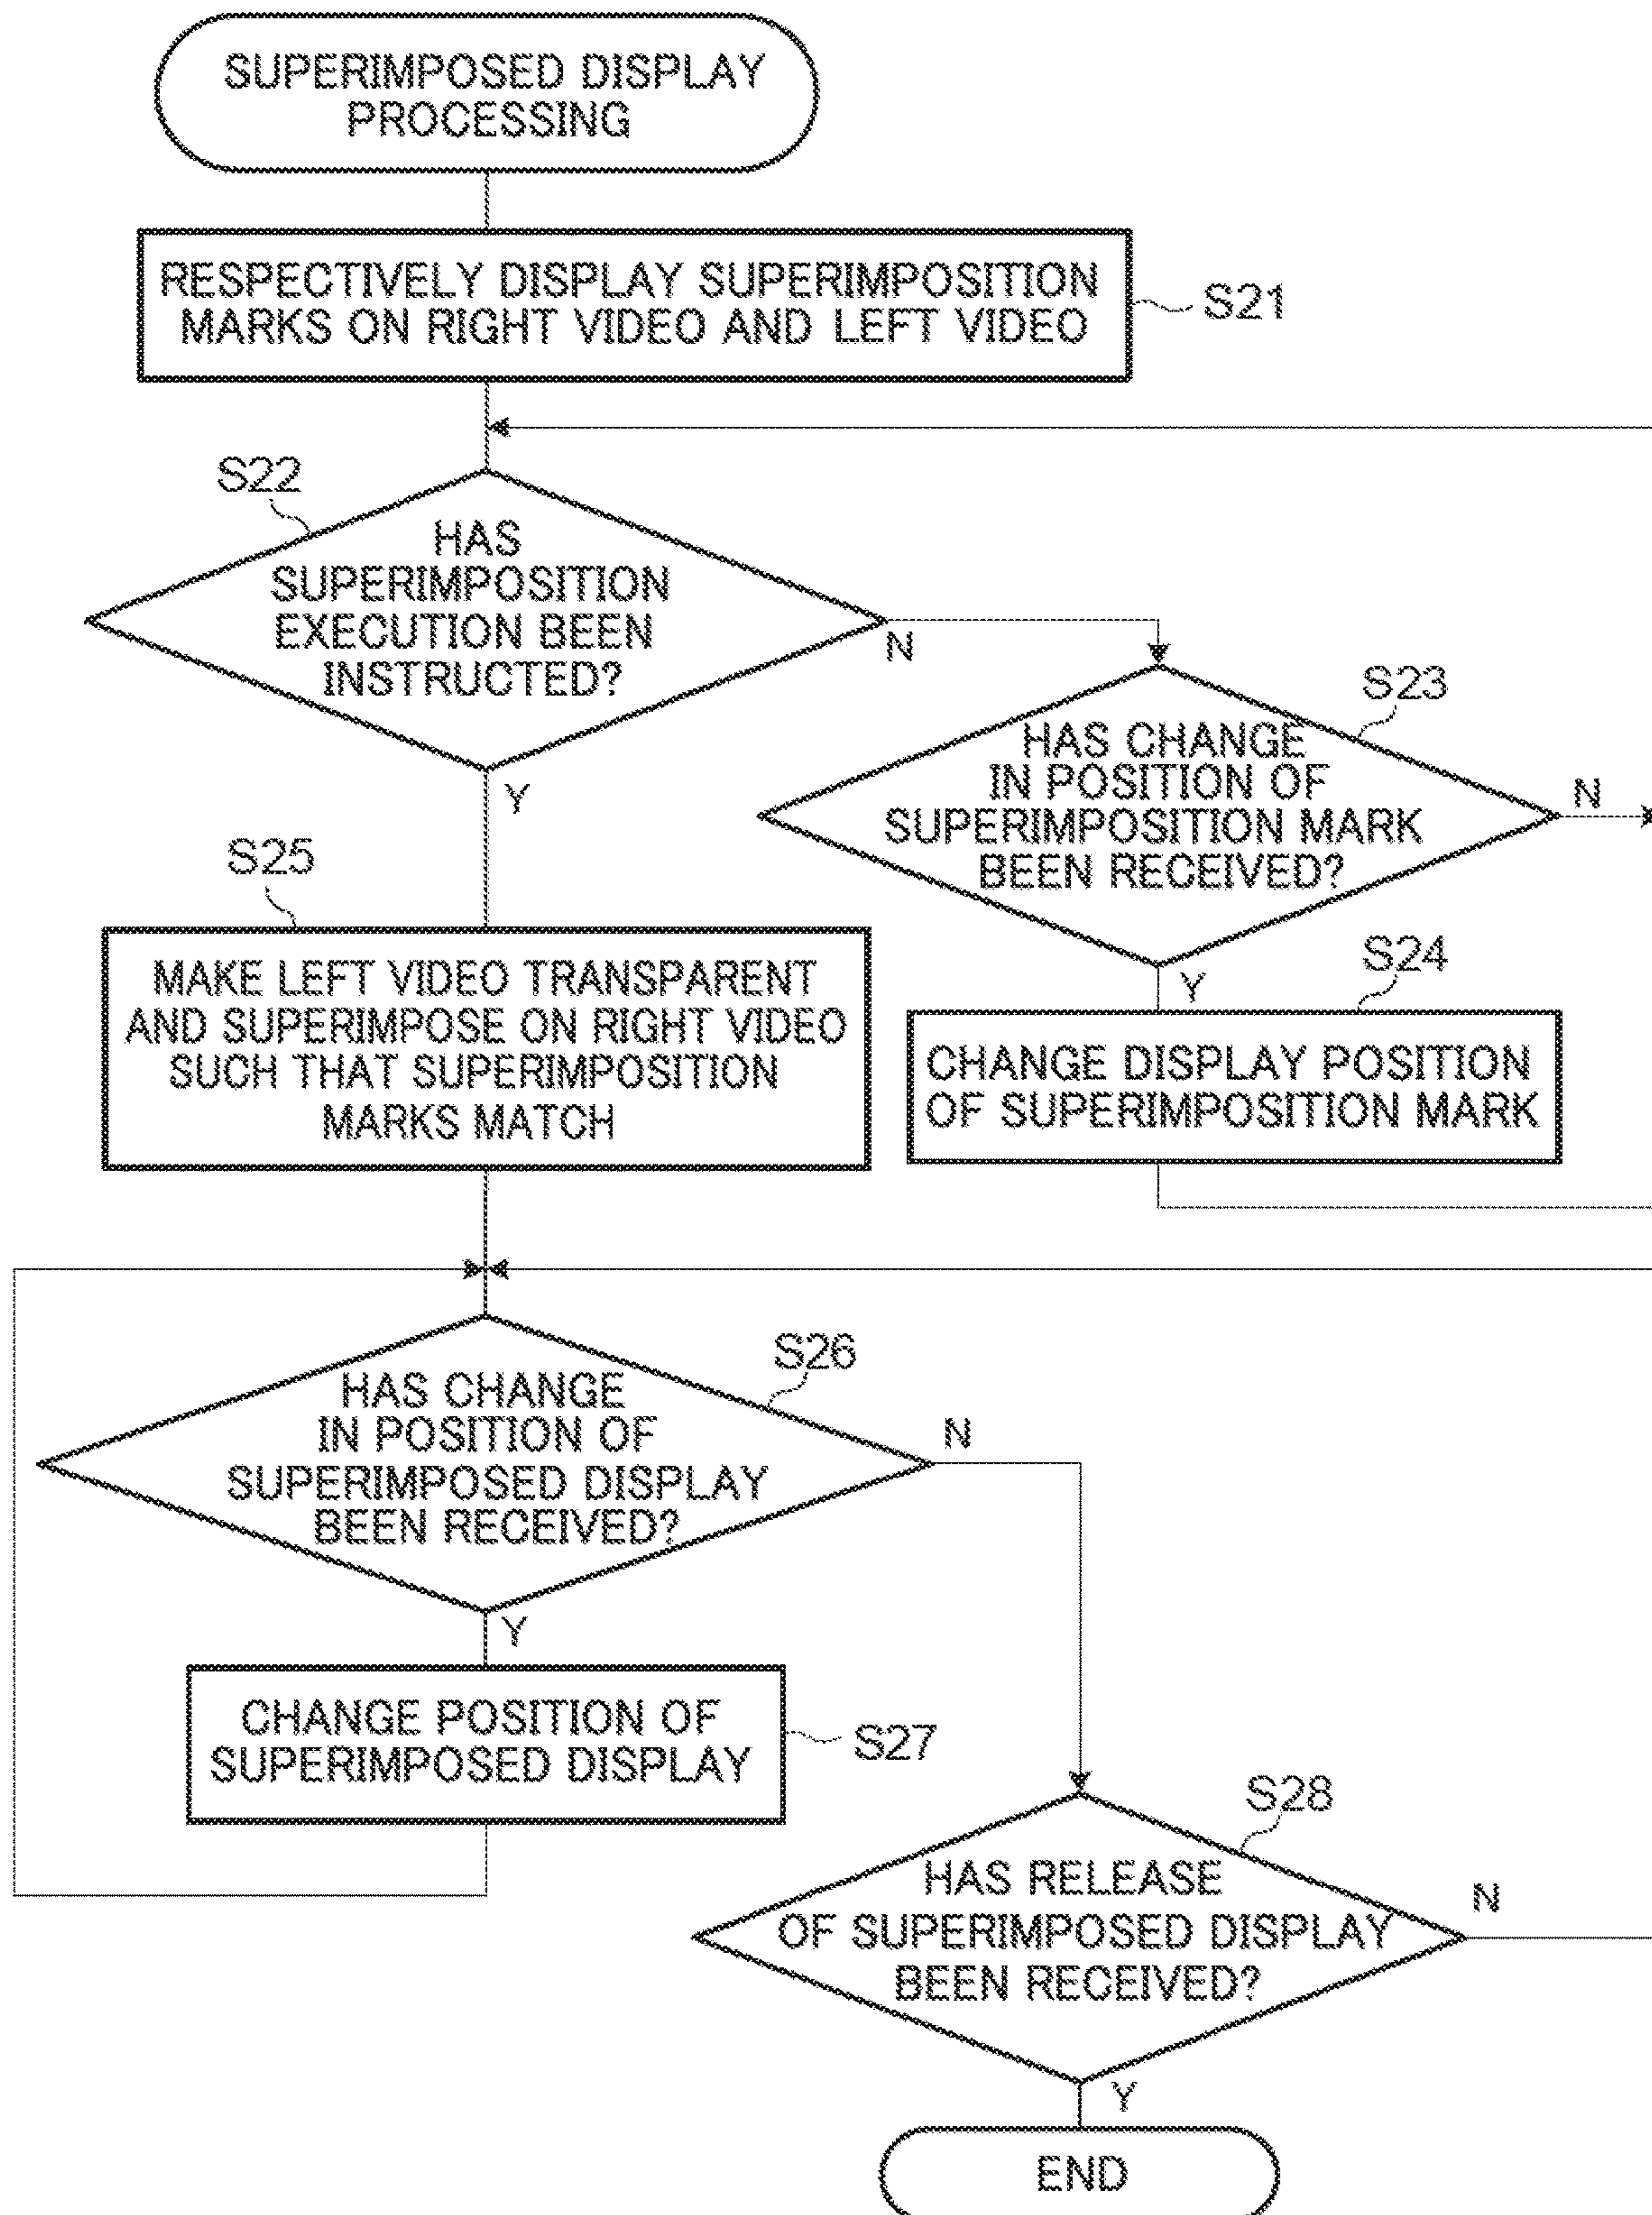 SUPERIMPOSED DISPLAY
PROCESSING
RESPECTIVELY DISPLAY SUPERIMPOSITION
MARKS ON RIGHT VIDEO AND LEFT VIDEO
S21
S22
HAS
SUPERIMPOSITION
EXECUTION BEEN
INSTRUCTED?
N
Y
S23
HAS CHANGE
IN POSITION OF
SUPERIMPOSITION MARK
BEEN RECEIVED?
N
Y
S24
CHANGE DISPLAY POSITION
OF SUPERIMPOSITION MARK
S25
MAKE LEFT VIDEO TRANSPARENT
AND SUPERIMPOSE ON RIGHT VIDEO
SUCH THAT SUPERIMPOSITION
MARKS MATCH
S26
HAS CHANGE
IN POSITION OF
SUPERIMPOSED DISPLAY
BEEN RECEIVED?
N
Y
CHANGE POSITION OF
SUPERIMPOSED DISPLAY
S27
S28
HAS RELEASE
OF SUPERIMPOSED DISPLAY
BEEN RECEIVED?
N
Y
END